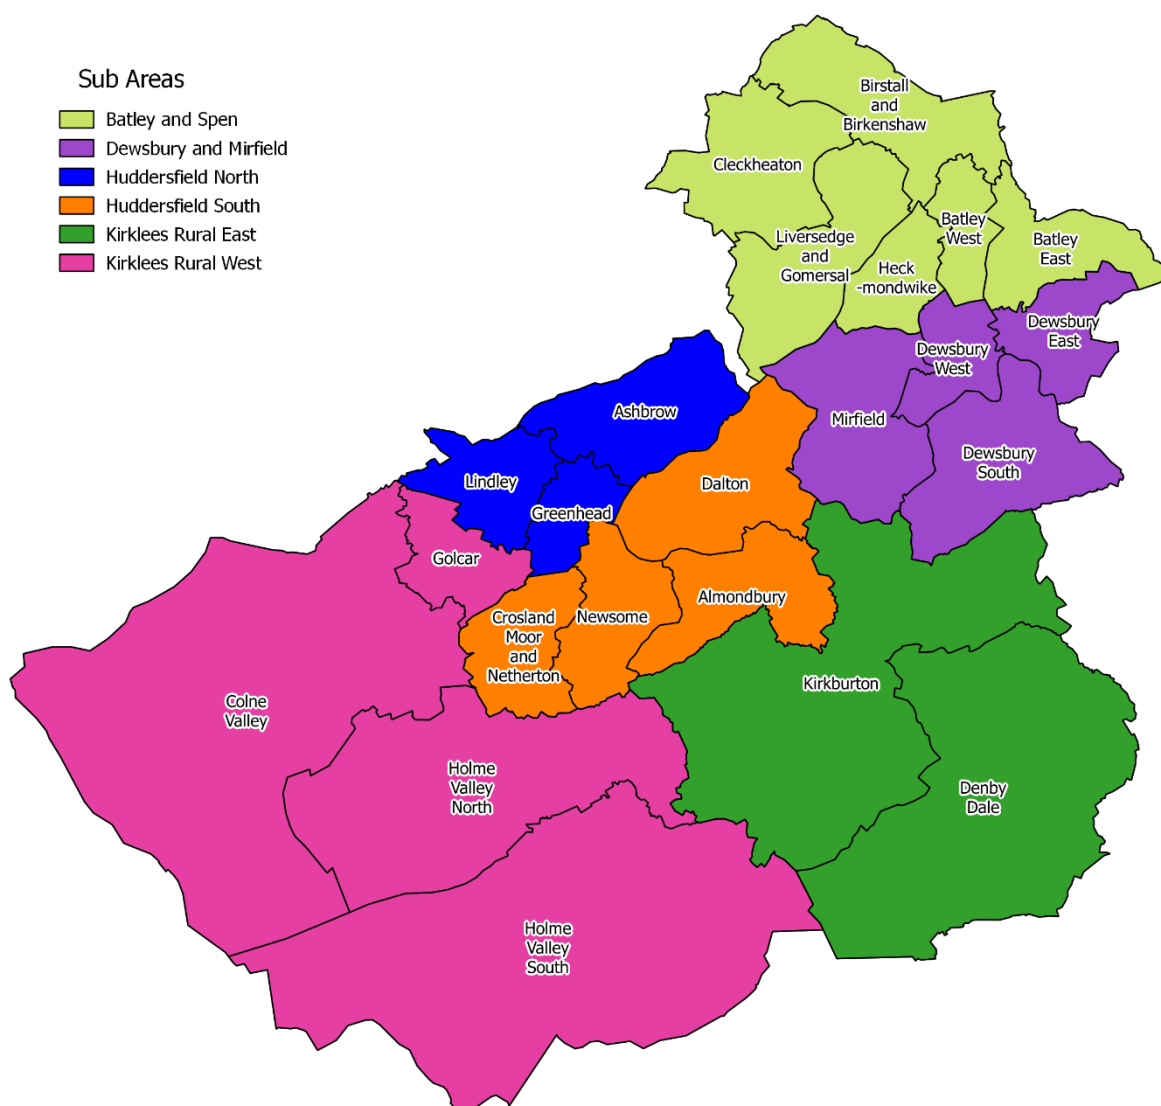 Sub Areas
Batley and Spen
Dewsbury and Mirfield
Huddersfield North
Huddersfield South
Kirklees Rural East
Kirklees Rural West
Birstall
and
Birkenshaw
Cleckheaton
Batley
West
Batley
East
Liversedge
and
Gomersal
Heck
-mondwike
Dewsbury
East
Dewsbury
West
Ashbrow
Mirfield
Dewsbury
South
Lindley
Dalton
Greenhead
Golcar
Almondbury
Crosland
Moor
and
Netherton
Newsome
Kirkburton
Colne
Valley
Holme
Valley
North
Denby
Dale
Holme
Valley
South